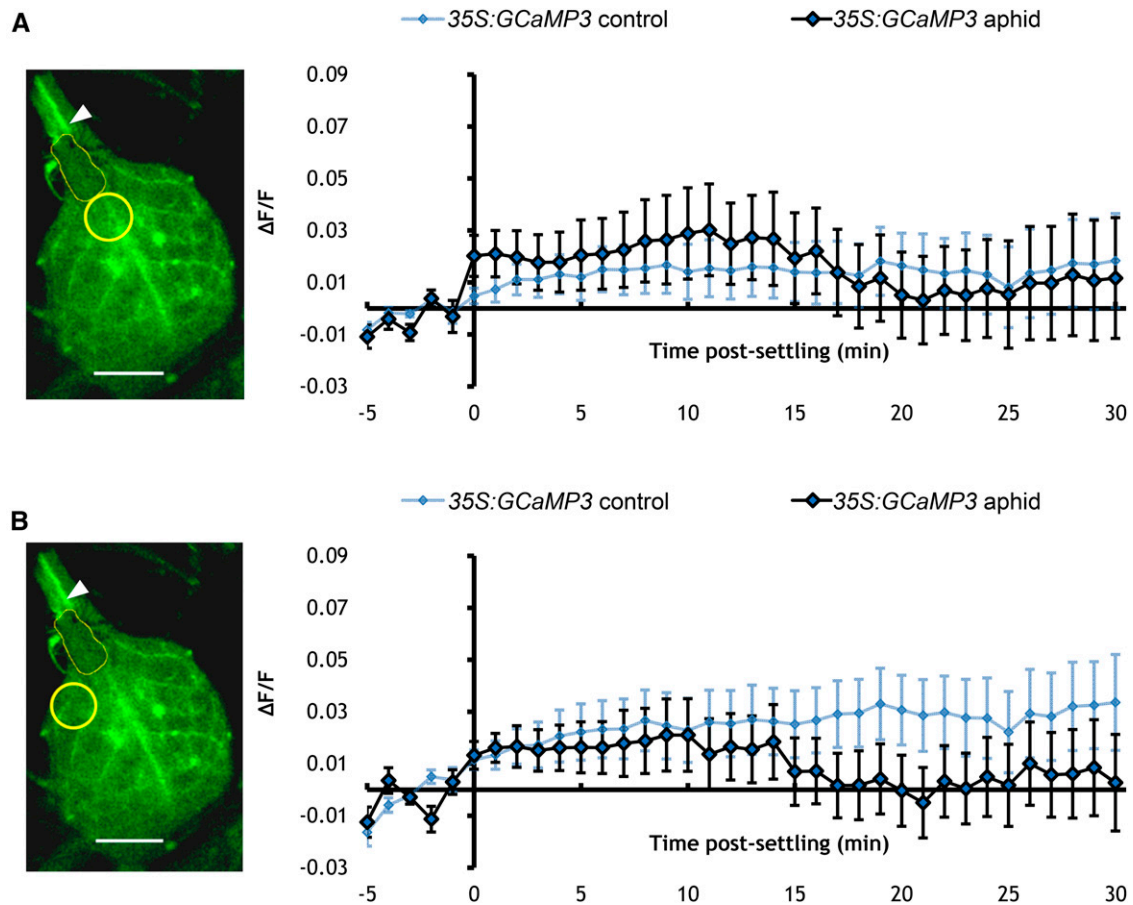 A
35S:GCaMP3 control
35S:GCaMP3 aphid
ΔF/F
0.09
0.07
0.05
0.03
0.01
-0.01
-0.03
Time post-settling (min)
-5 0 5 10 15 20 25 30
B
35S:GCaMP3 control
35S:GCaMP3 aphid
ΔF/F
0.09
0.07
0.05
0.03
0.01
-0.01
-0.03
Time post-settling (min)
-5 0 5 10 15 20 25 30